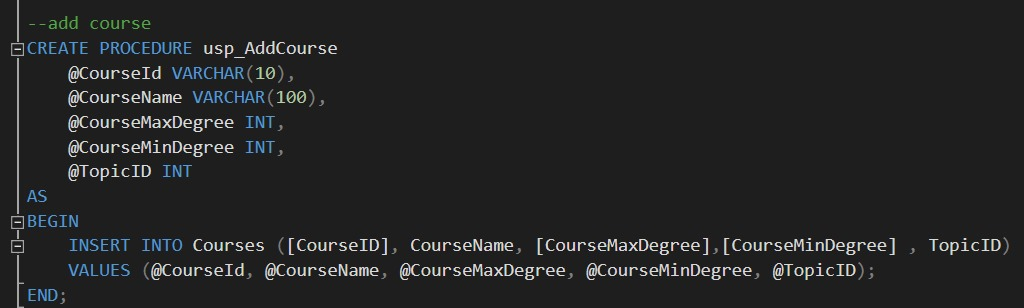 --add course
CREATE PROCEDURE usp_AddCourse
@CourseId VARCHAR(10),
@CourseName VARCHAR(100),
@CourseMaxDegree INT,
@CourseMinDegree INT,
@TopicID INT
AS
BEGIN
INSERT INTO Courses ([CourseID], CourseName, [CourseMaxDegree],[CourseMinDegree] , TopicID)
VALUES (@CourseId, @CourseName, @CourseMaxDegree, @CourseMinDegree, @TopicID);
END;